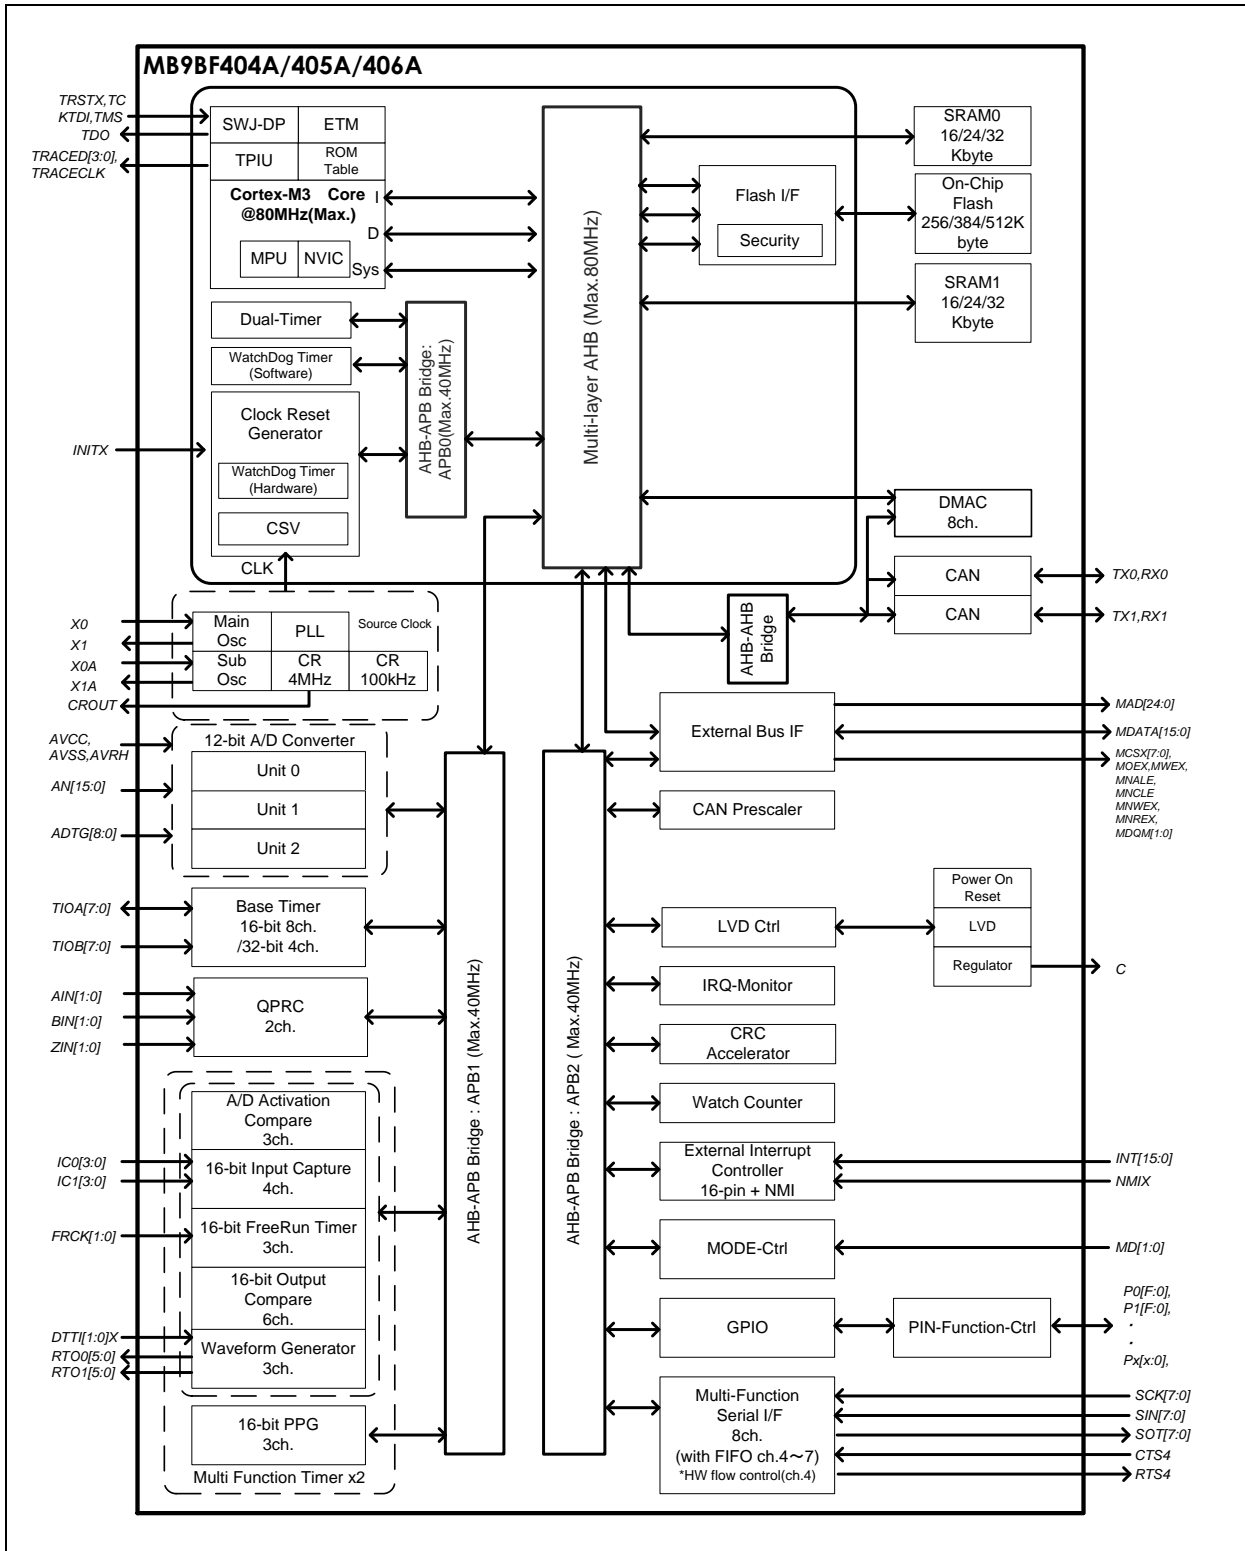 MB9BF404A/405A/406A
TRSTX,TC
KTDI,TMS
TDO
TRACED[3:0],
TRACECLK
SWJ-DP
ETM
TPIU
ROM
Table
Cortex-M3 Core
@80MHz(Max.)
I
D
Sys
MPU
NVIC
Dual-Timer
WatchDog Timer
(Software)
Clock Reset
Generator
WatchDog Timer
(Hardware)
CSV
CLK
INITX
AHB-APB Bridge:
APB0(Max.40MHz)
Multi-layer AHB (Max.80MHz)
Flash I/F
Security
SRAM0
16/24/32
Kbyte
On-Chip
Flash
256/384/512K
byte
SRAM1
16/24/32
Kbyte
DMAC
8ch.
CAN
CAN
TX0,RX0
TX1,RX1
AHB-AHB
Bridge
X0
X1
X0A
X1A
CROUT
Main
Osc
PLL
Source Clock
Sub
Osc
CR
4MHz
CR
100kHz
AVCC,
AVSS,AVRH
AN[15:0]
ADTG[8:0]
12-bit A/D Converter
Unit 0
Unit 1
Unit 2
TIOA[7:0]
TIOB[7:0]
Base Timer
16-bit 8ch.
/32-bit 4ch.
AIN[1:0]
BIN[1:0]
ZIN[1:0]
QPRC
2ch.
A/D Activation
Compare
3ch.
IC0[3:0]
IC1[3:0]
16-bit Input Capture
4ch.
FRCK[1:0]
16-bit FreeRun Timer
3ch.
16-bit Output
Compare
6ch.
DTTI[1:0]X
RTO0[5:0]
RTO1[5:0]
Waveform Generator
3ch.
16-bit PPG
3ch.
Multi Function Timer x2
AHB-APB Bridge : APB1 (Max.40MHz)
AHB-APB Bridge : APB2 ( Max.40MHz)
External Bus IF
MAD[24:0]
MDATA[15:0]
MCSX[7:0],
MOEX,MWEX,
MNALE,
MNCLE
MNWEX,
MNREX,
MDQM[1:0]
CAN Prescaler
LVD Ctrl
Power On
Reset
LVD
Regulator
C
IRQ-Monitor
CRC
Accelerator
Watch Counter
External Interrupt
Controller
16-pin + NMI
INT[15:0]
NMIX
MODE-Ctrl
MD[1:0]
GPIO
PIN-Function-Ctrl
P0[F:0],
P1[F:0],
・
・
Px[x:0],
Multi-Function
Serial I/F
8ch.
(with FIFO ch.4～7)
*HW flow control(ch.4)
SCK[7:0]
SIN[7:0]
SOT[7:0]
CTS4
RTS4